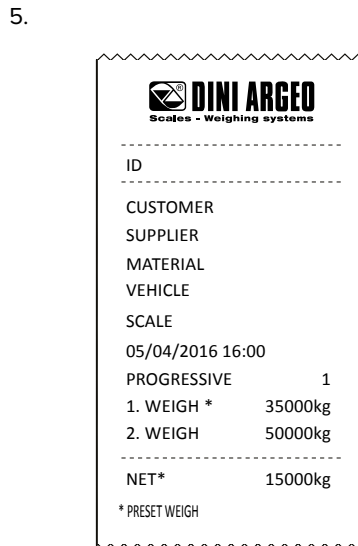 5.
DINI ARGEO
Scales - Weighing systems
ID
CUSTOMER
SUPPLIER
MATERIAL
VEHICLE
SCALE
05/04/2016 16:00
PROGRESSIVE 1
1. WEIGH * 35000kg
2. WEIGH 50000kg
NET* 15000kg
* PRESET WEIGH